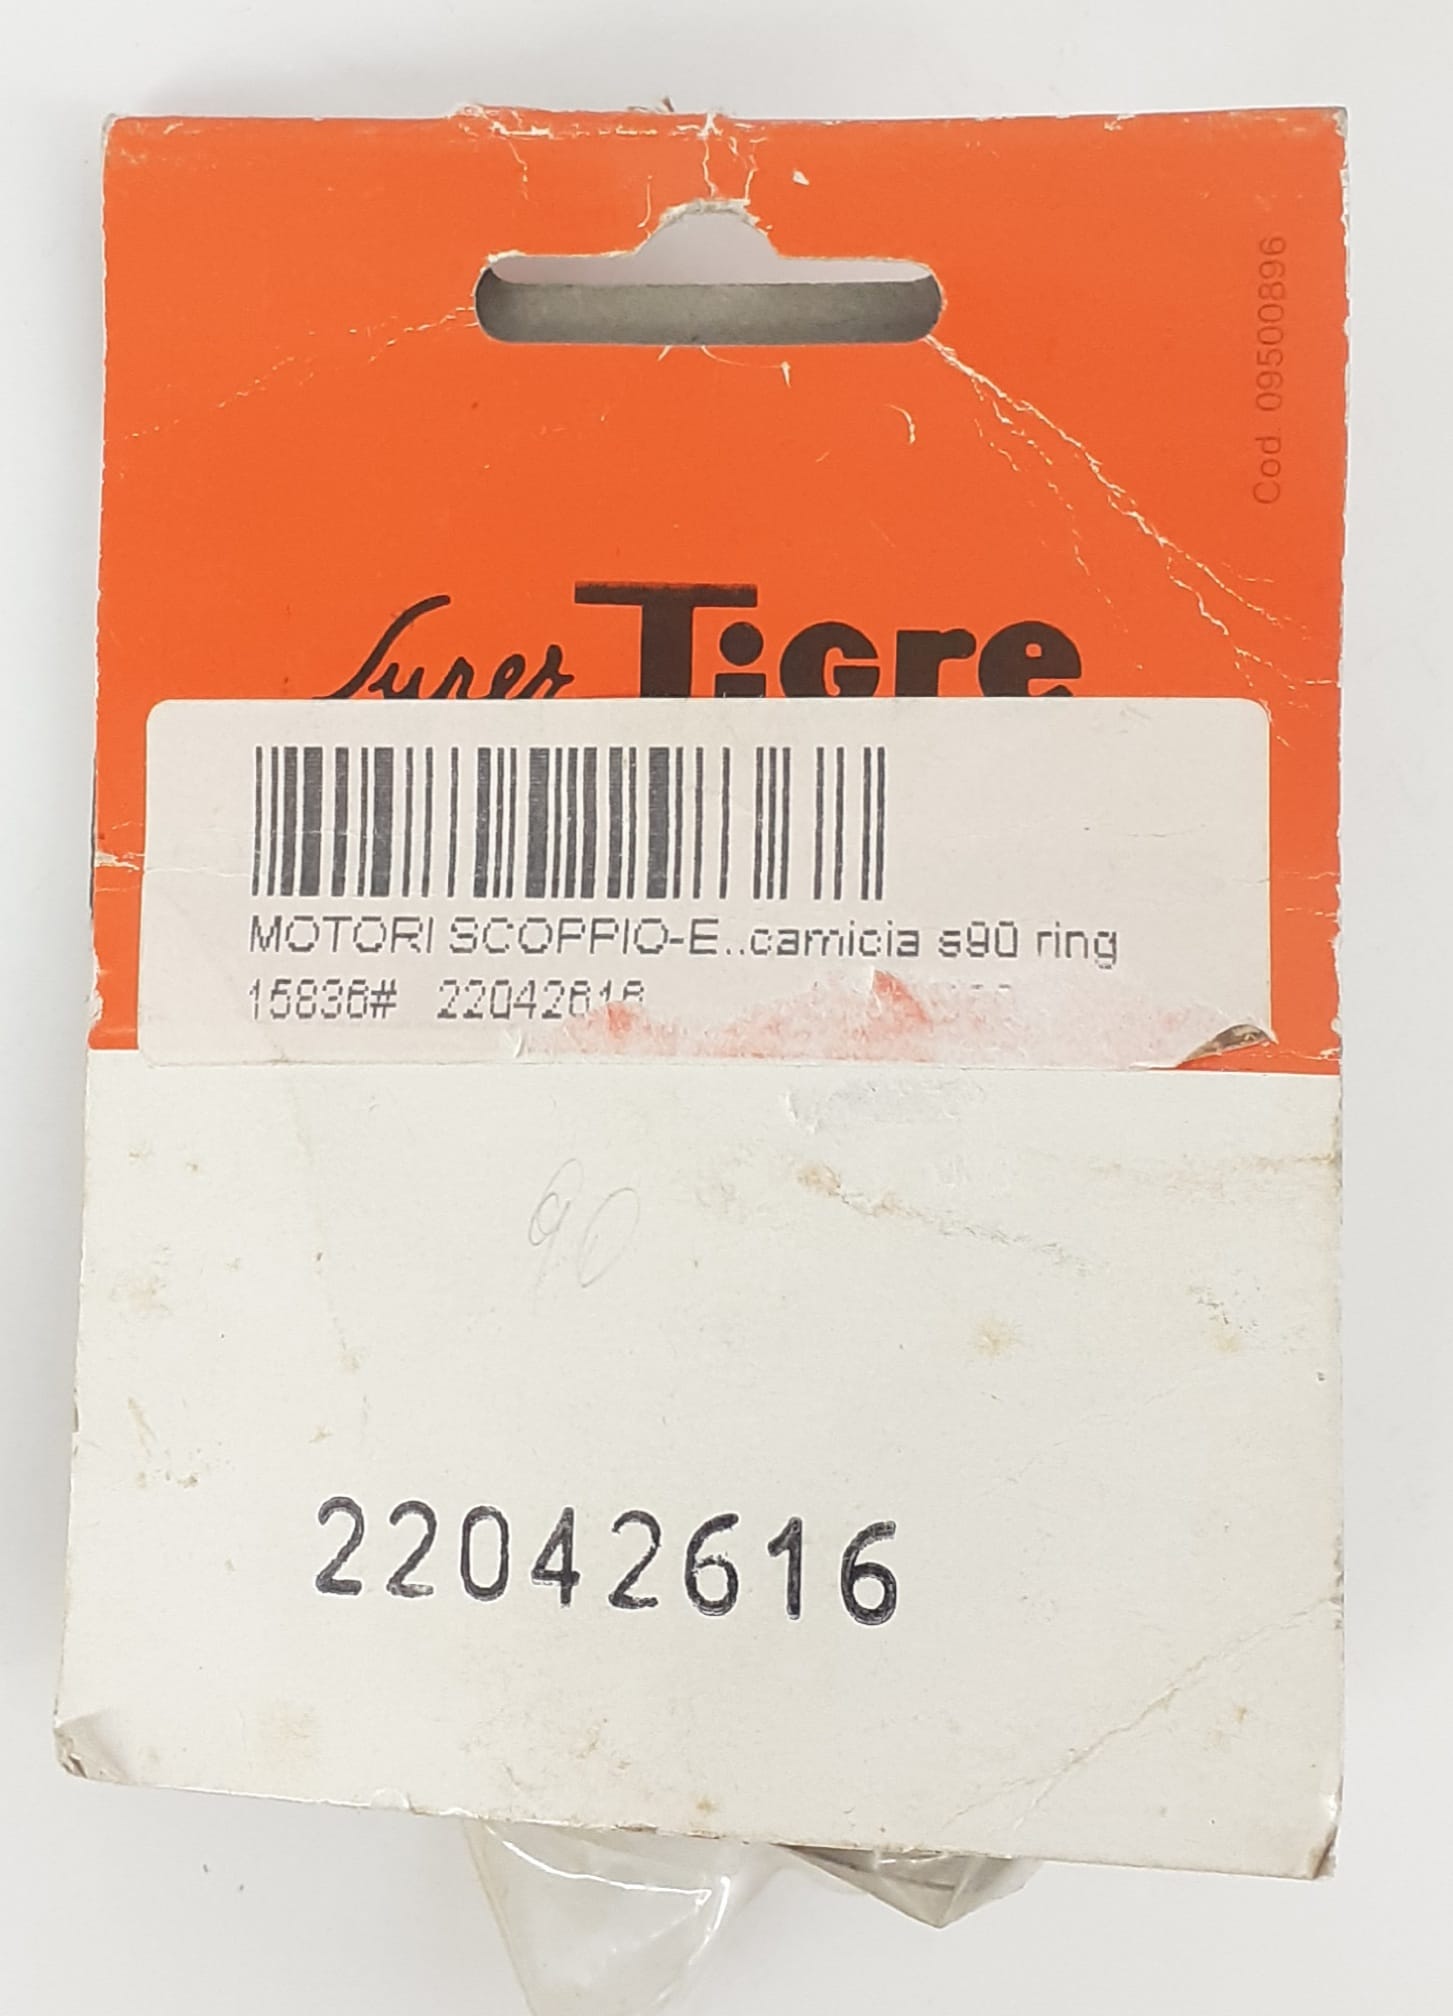 Cod. 09500896
Super Tigre
MOTORI SCOPPIO-E..camicia s90 ring
15836# 22042616
90
22042616